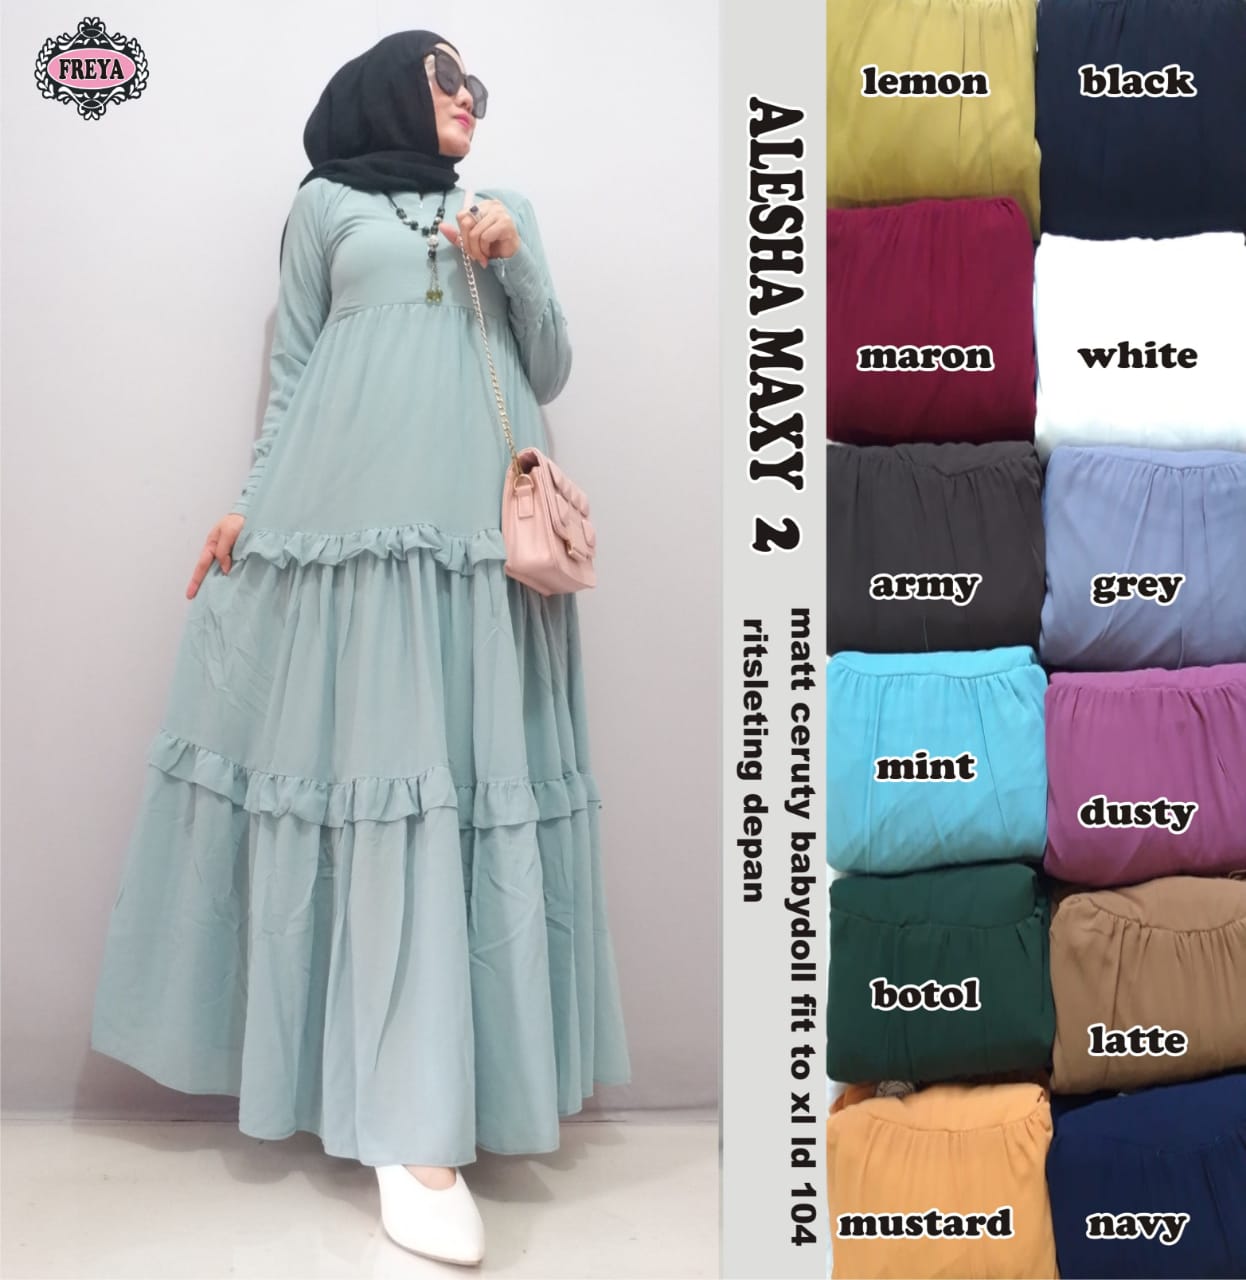 FREYA
ALESHA MAXY 2
matt ceruty babydoll fit to xl ld 104
ritsleting depan
lemon
black
maron
white
army
grey
mint
dusty
botol
latte
mustard
navy